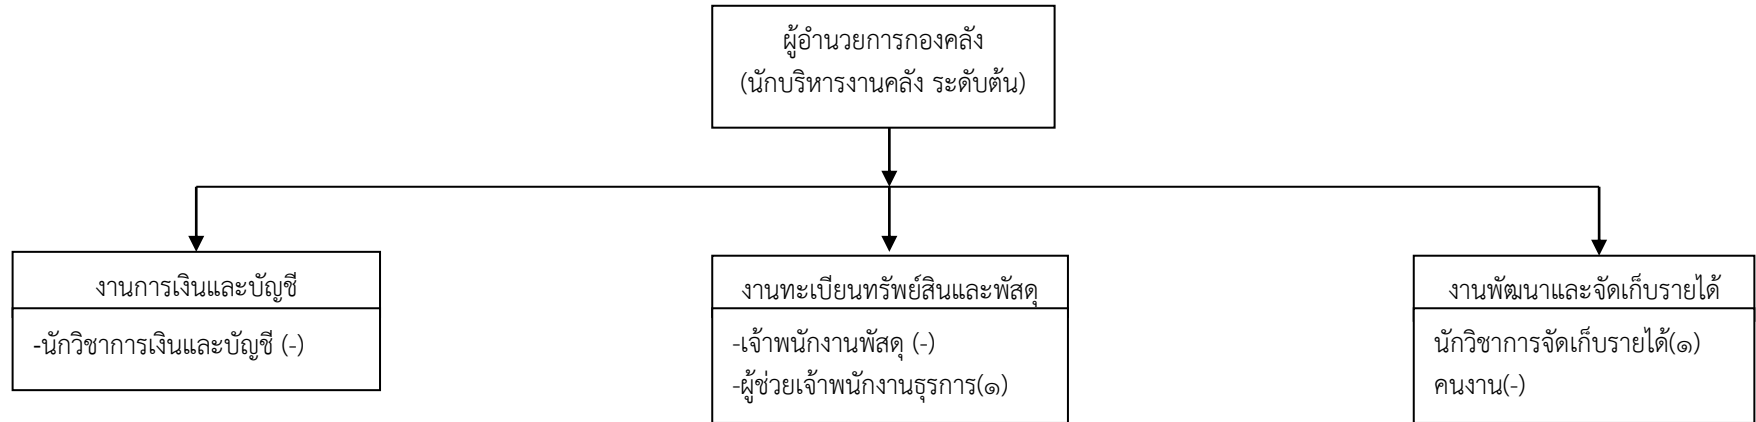 ผู้อำนวยการกองคลัง
(นักบริหารงานคลัง ระดับต้น)
งานการเงินและบัญชี
-นักวิชาการเงินและบัญชี (-)
งานทะเบียนทรัพย์สินและพัสดุ
-เจ้าพนักงานพัสดุ (-)
-ผู้ช่วยเจ้าพนักงานธุรการ(๑)
งานพัฒนาและจัดเก็บรายได้
นักวิชาการจัดเก็บรายได้(๑)
คนงาน(-)